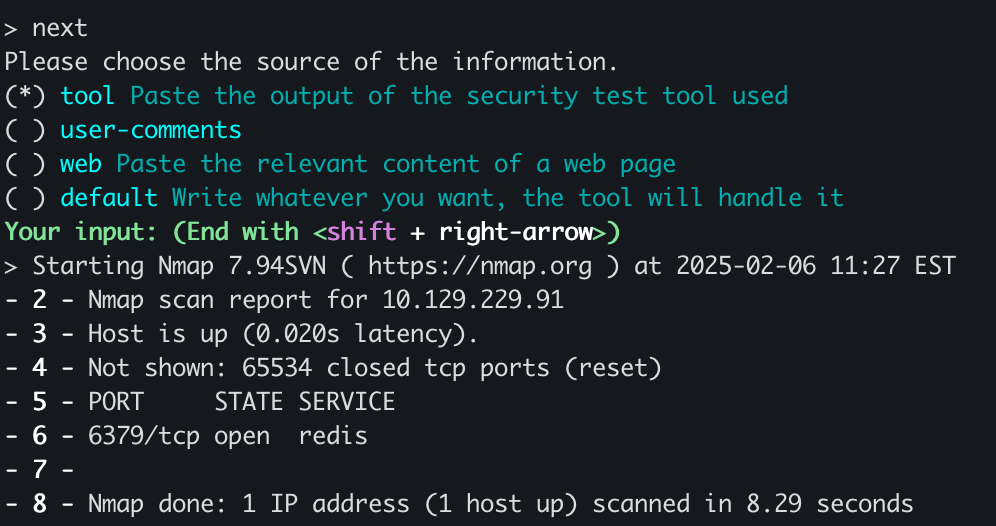 > next
Please choose the source of the information.
(*) tool Paste the output of the security test tool used
( ) user-comments
( ) web Paste the relevant content of a web page
( ) default Write whatever you want, the tool will handle it
Your input: (End with <shift + right-arrow>)
> Starting Nmap 7.94SVN ( https://nmap.org ) at 2025-02-06 11:27 EST
- 2 - Nmap scan report for 10.129.229.91
- 3 - Host is up (0.020s latency).
- 4 - Not shown: 65534 closed tcp ports (reset)
- 5 - PORT     STATE SERVICE
- 6 - 6379/tcp open  redis
- 7 -
- 8 - Nmap done: 1 IP address (1 host up) scanned in 8.29 seconds